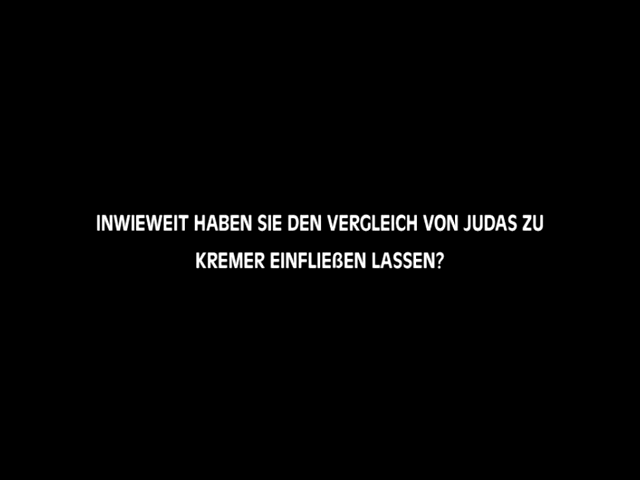 INWIEWEIT HABEN SIE DEN VERGLEICH VON JUDAS ZU
KREMER EINFLIEßEN LASSEN?